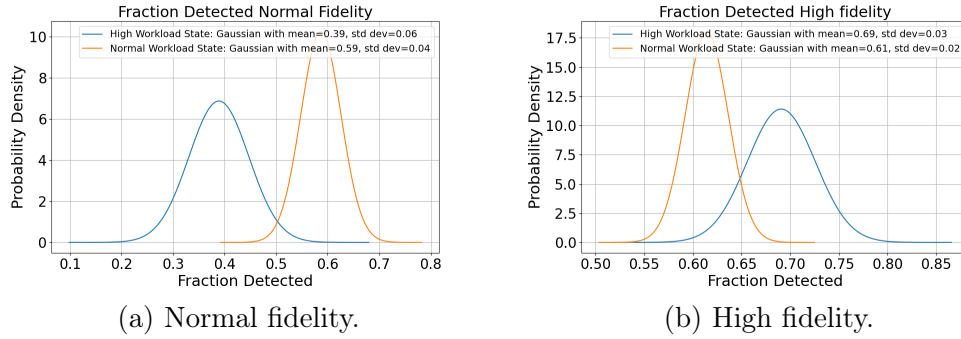 Fraction Detected Normal Fidelity
High Workload State: Gaussian with mean=0.39, std dev=0.06
Normal Workload State: Gaussian with mean=0.59, std dev=0.04
Probability Density
10
8
6
4
2
0
0.1 0.2 0.3 0.4 0.5 0.6 0.7 0.8
Fraction Detected
(a) Normal fidelity.
Fraction Detected High fidelity
High Workload State: Gaussian with mean=0.69, std dev=0.03
Normal Workload State: Gaussian with mean=0.61, std dev=0.02
Probability Density
17.5
15.0
12.5
10.0
7.5
5.0
2.5
0.0
0.50 0.55 0.60 0.65 0.70 0.75 0.80 0.85
Fraction Detected
(b) High fidelity.